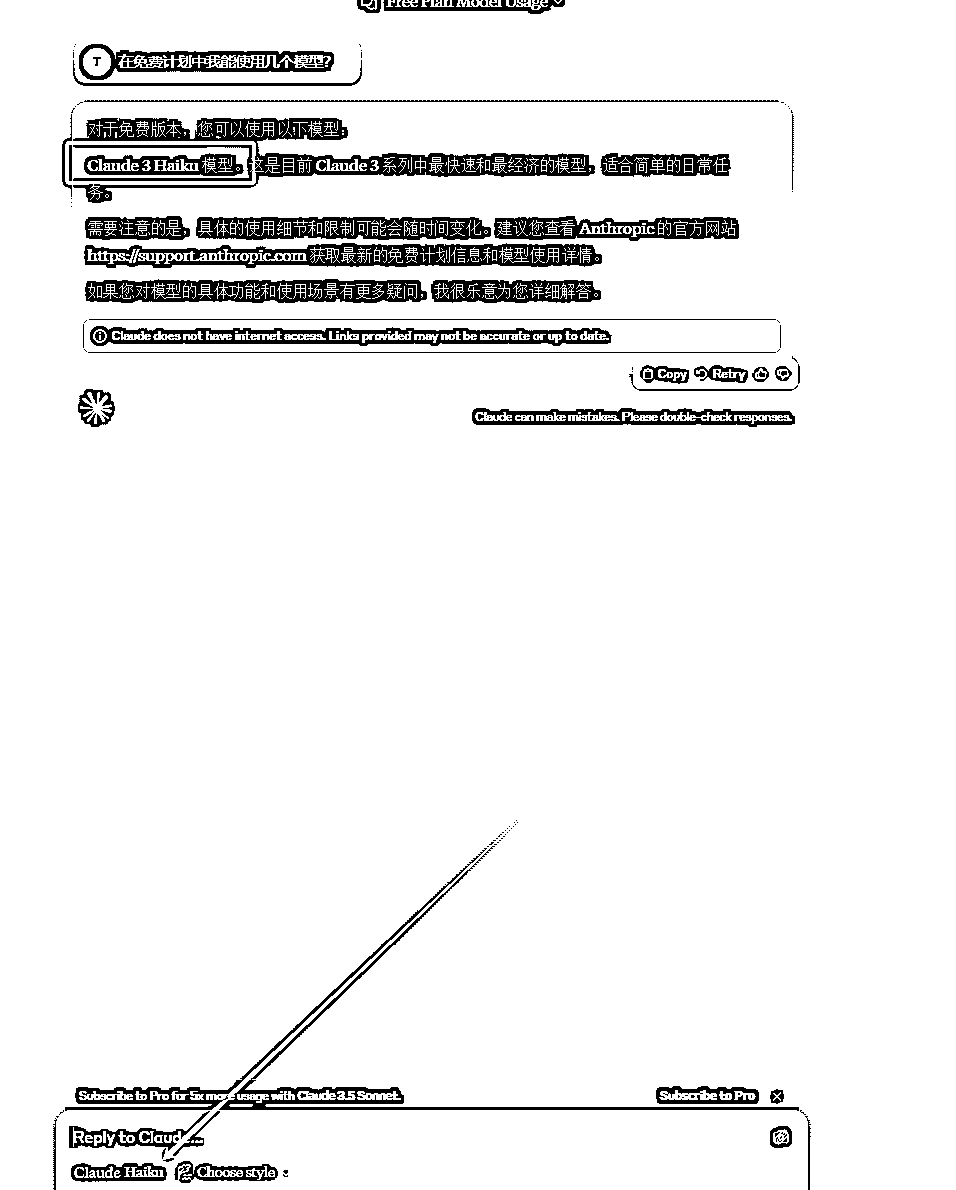 Free Plan Model Usage
T 在免费计划中我能使用几个模型?
对于免费版本，您可以使用以下模型：
Claude 3 Haiku 模型。这是目前 Claude 3 系列中最快速和最经济的模型，适合简单的日常任
务。
需要注意的是，具体的使用细节和限制可能会随时间变化。建议您查看 Anthropic 的官方网站
https://support.anthropic.com 获取最新的免费计划信息和模型使用详情。
如果您对模型的具体功能和使用场景有更多疑问，我很乐意为您详细解答。
Claude does not have internet access. Links provided may not be accurate or up to date.
Copy Retry
Claude can make mistakes. Please double-check responses.
Subscribe to Pro for 5x more usage with Claude 3.5 Sonnet. Subscribe to Pro
Reply to Claude...
Claude Haiku Choose style